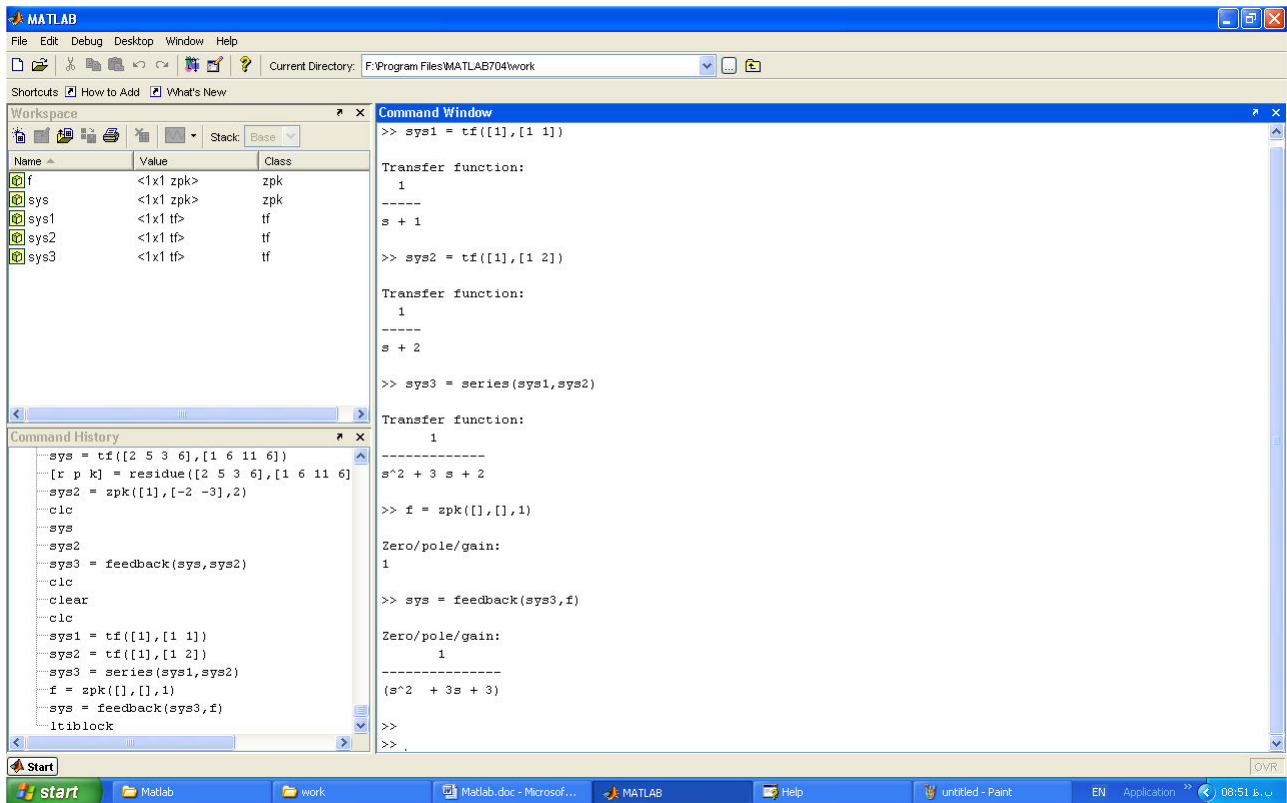 MATLAB
File Edit Debug Desktop Window Help
Current Directory: F:\Program Files\MATLAB704\work
Shortcuts How to Add What's New
Workspace
Stack: Base
Name Value Class
f <1x1 zpk> zpk
sys <1x1 zpk> zpk
sys1 <1x1 tf> tf
sys2 <1x1 tf> tf
sys3 <1x1 tf> tf
Command History
sys = tf([2 5 3 6],[1 6 11 6])
[r p k] = residue([2 5 3 6],[1 6 11 6]
sys2 = zpk([1],[-2 -3],2)
clc
sys
sys2
sys3 = feedback(sys,sys2)
clc
clear
clc
sys1 = tf([1],[1 1])
sys2 = tf([1],[1 2])
sys3 = series(sys1,sys2)
f = zpk([],[],1)
sys = feedback(sys3,f)
ltiblock
Command Window
>> sys1 = tf([1],[1 1])
Transfer function:
1
-----
s + 1
>> sys2 = tf([1],[1 2])
Transfer function:
1
-----
s + 2
>> sys3 = series(sys1,sys2)
Transfer function:
1
-------------
s^2 + 3 s + 2
>> f = zpk([],[],1)
Zero/pole/gain:
1
>> sys = feedback(sys3,f)
Zero/pole/gain:
1
---------------
(s^2 + 3s + 3)
>>
>> .
Start
OVR
start Matlab work Matlab.doc - Microsof... MATLAB Help untitled - Paint EN Application » 08:51 ب.ظ